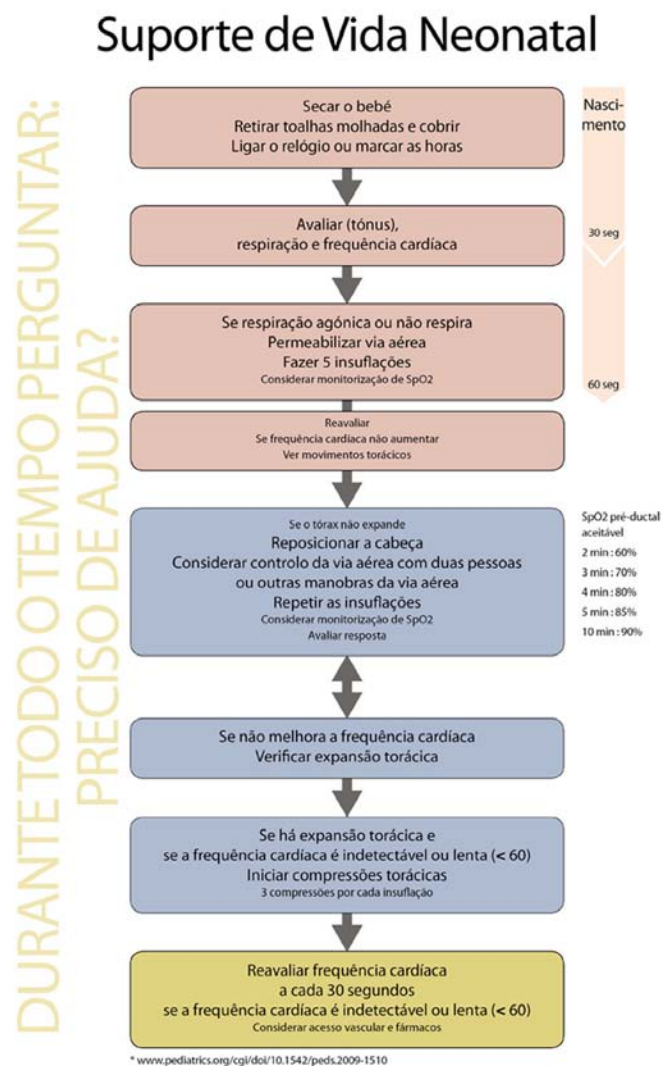 Suporte de Vida Neonatal
DURANTE TODO O TEMPO PERGUNTAR:
PRECISO DE AJUDA?
Secar o bebé
Retirar toalhas molhadas e cobrir
Ligar o relógio ou marcar as horas
Nasci-
mento
Avaliar (tónus),
respiração e frequência cardíaca
30 seg
Se respiração agónica ou não respira
Permeabilizar via aérea
Fazer 5 insuflações
Considerar monitorização de SpO2
60 seg
Reavaliar
Se frequência cardíaca não aumentar
Ver movimentos torácicos
Se o tórax não expande
Reposicionar a cabeça
Considerar controlo da via aérea com duas pessoas
ou outras manobras da via aérea
Repetir as insuflações
Considerar monitorização de SpO2
Avaliar resposta
SpO2 pré-ductal
aceitável
2 min : 60%
3 min : 70%
4 min : 80%
5 min : 85%
10 min : 90%
Se não melhora a frequência cardíaca
Verificar expansão torácica
Se há expansão torácica e
se a frequência cardíaca é indetectável ou lenta (< 60)
Iniciar compressões torácicas
3 compressões por cada insuflação
Reavaliar frequência cardíaca
a cada 30 segundos
se a frequência cardíaca é indetectável ou lenta (< 60)
Considerar acesso vascular e fármacos
* www.pediatrics.org/cgi/doi/10.1542/peds.2009-1510